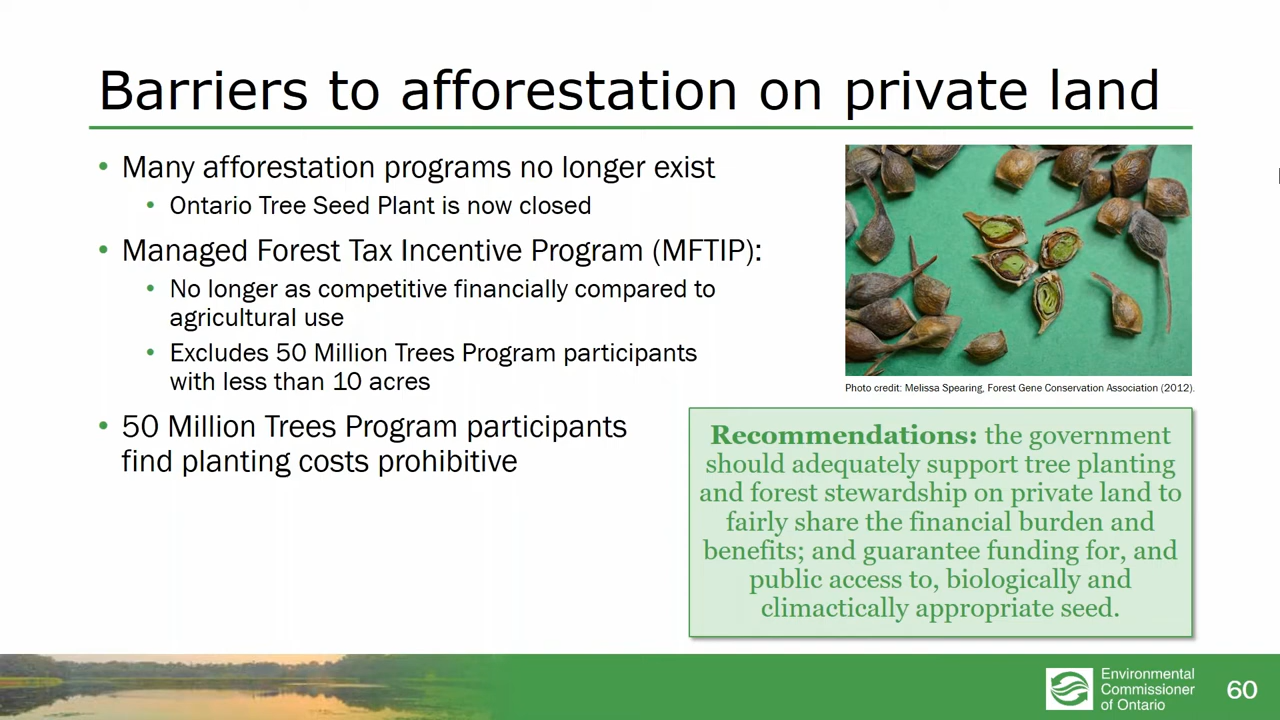 Barriers to afforestation on private land
• Many afforestation programs no longer exist
• Ontario Tree Seed Plant is now closed
• Managed Forest Tax Incentive Program (MFTIP):
• No longer as competitive financially compared to
agricultural use
• Excludes 50 Million Trees Program participants
with less than 10 acres
• 50 Million Trees Program participants
find planting costs prohibitive
Photo credit: Melissa Spearing, Forest Gene Conservation Association (2012).
Recommendations: the government
should adequately support tree planting
and forest stewardship on private land to
fairly share the financial burden and
benefits; and guarantee funding for, and
public access to, biologically and
climactically appropriate seed.
Environmental
Commissioner
of Ontario
60